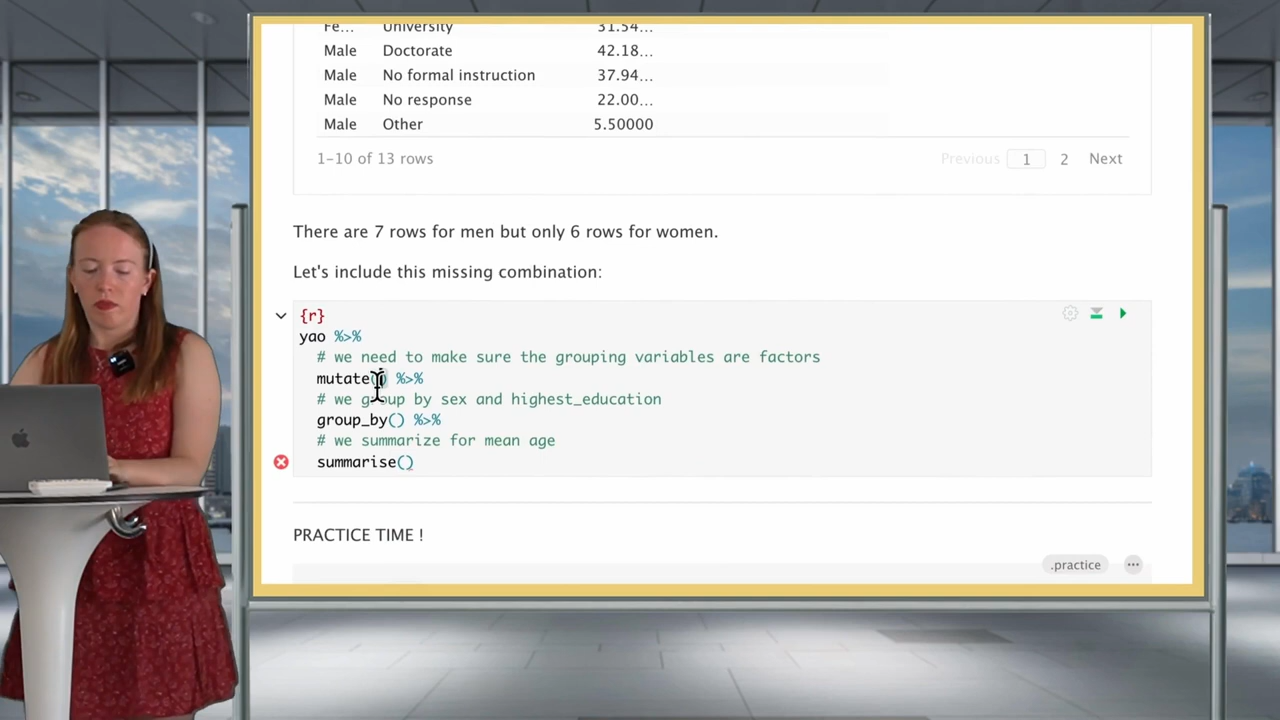 Fe... University 31.54...
Male Doctorate 42.18...
Male No formal instruction 37.94...
Male No response 22.00...
Male Other 5.50000
1–10 of 13 rows Previous 1 2 Next
There are 7 rows for men but only 6 rows for women.
Let's include this missing combination:
{r}
yao %>%
# we need to make sure the grouping variables are factors
mutate() %>%
# we group by sex and highest_education
group_by() %>%
# we summarize for mean age
summarise()
PRACTICE TIME !
.practice